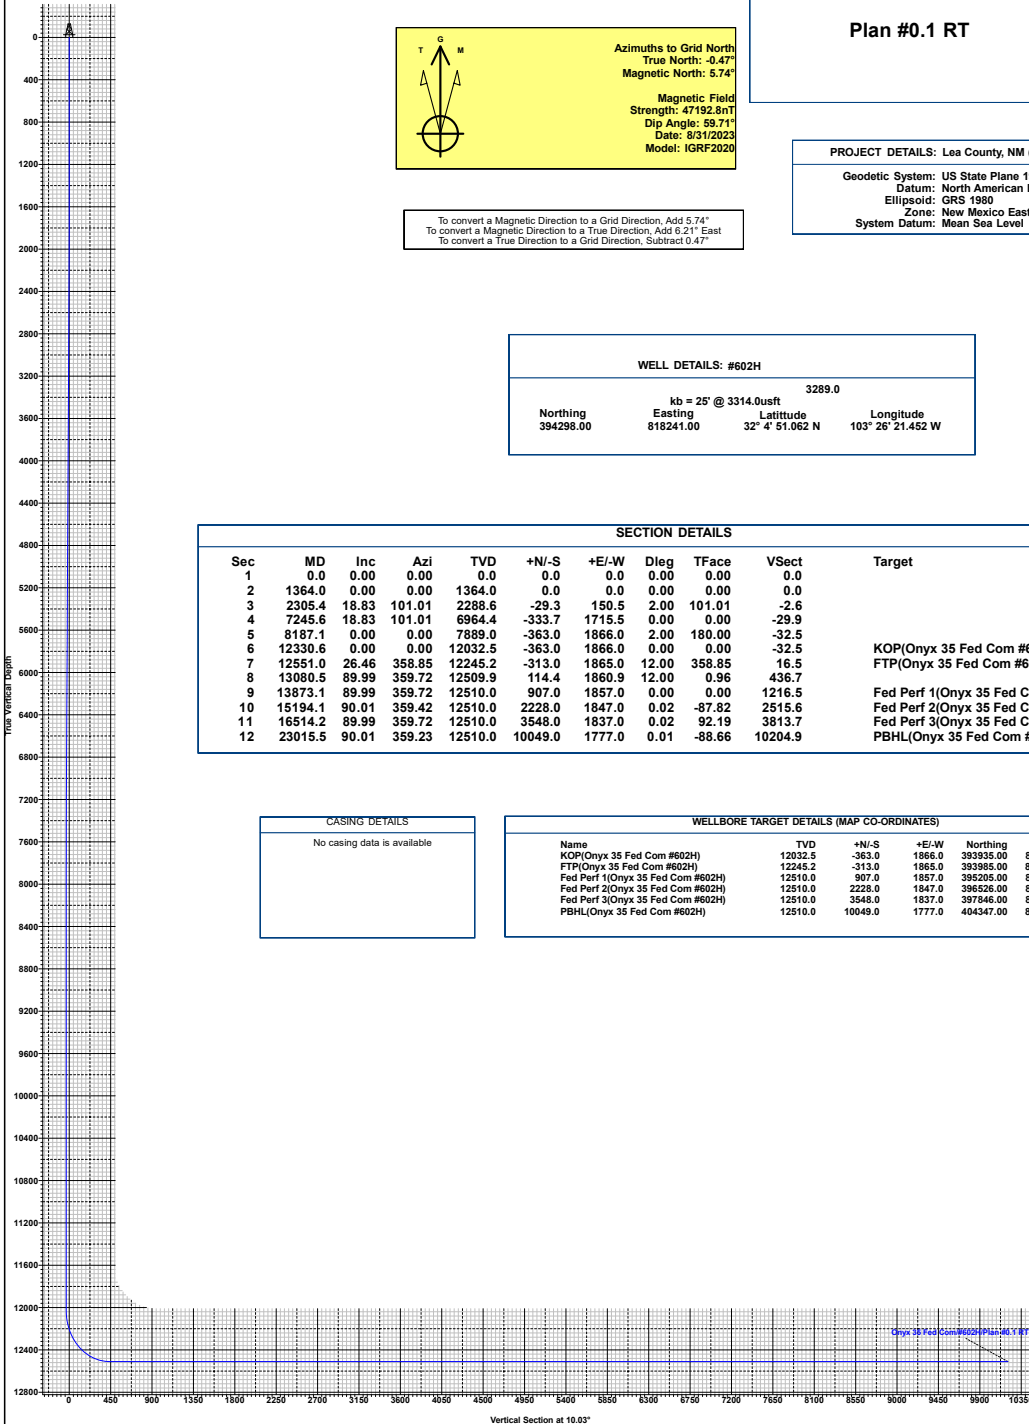 Plan #0.1 RT
G
T M
Azimuths to Grid North
True North: -0.47°
Magnetic North: 5.74°
Magnetic Field
Strength: 47192.8nT
Dip Angle: 59.71°
Date: 8/31/2023
Model: IGRF2020
To convert a Magnetic Direction to a Grid Direction, Add 5.74°
To convert a Magnetic Direction to a True Direction, Add 6.21° East
To convert a True Direction to a Grid Direction, Subtract 0.47°
PROJECT DETAILS: Lea County, NM
Geodetic System: US State Plane 1
Datum: North American
Ellipsoid: GRS 1980
Zone: New Mexico East
System Datum: Mean Sea Level
WELL DETAILS: #602H
3289.0
kb = 25' @ 3314.0usft
Northing Easting Latittude Longitude
394298.00 818241.00 32° 4' 51.062 N 103° 26' 21.452 W
SECTION DETAILS
Sec MD Inc Azi TVD +N/-S +E/-W Dleg TFace VSect Target
1 0.0 0.00 0.00 0.0 0.0 0.0 0.00 0.00 0.0
2 1364.0 0.00 0.00 1364.0 0.0 0.0 0.00 0.00 0.0
3 2305.4 18.83 101.01 2288.6 -29.3 150.5 2.00 101.01 -2.6
4 7245.6 18.83 101.01 6964.4 -333.7 1715.5 0.00 0.00 -29.9
5 8187.1 0.00 0.00 7889.0 -363.0 1866.0 2.00 180.00 -32.5
6 12330.6 0.00 0.00 12032.5 -363.0 1866.0 0.00 0.00 -32.5 KOP(Onyx 35 Fed Com #6
7 12551.0 26.46 358.85 12245.2 -313.0 1865.0 12.00 358.85 16.5 FTP(Onyx 35 Fed Com #6
8 13080.5 89.99 359.72 12509.9 114.4 1860.9 12.00 0.96 436.7
9 13873.1 89.99 359.72 12510.0 907.0 1857.0 0.00 0.00 1216.5 Fed Perf 1(Onyx 35 Fed C
10 15194.1 90.01 359.42 12510.0 2228.0 1847.0 0.02 -87.82 2515.6 Fed Perf 2(Onyx 35 Fed C
11 16514.2 89.99 359.72 12510.0 3548.0 1837.0 0.02 92.19 3813.7 Fed Perf 3(Onyx 35 Fed C
12 23015.5 90.01 359.23 12510.0 10049.0 1777.0 0.01 -88.66 10204.9 PBHL(Onyx 35 Fed Com #
CASING DETAILS
No casing data is available
WELLBORE TARGET DETAILS (MAP CO-ORDINATES)
Name TVD +N/-S +E/-W Northing
KOP(Onyx 35 Fed Com #602H) 12032.5 -363.0 1866.0 393935.00 8
FTP(Onyx 35 Fed Com #602H) 12245.2 -313.0 1865.0 393985.00 8
Fed Perf 1(Onyx 35 Fed Com #602H) 12510.0 907.0 1857.0 395205.00 8
Fed Perf 2(Onyx 35 Fed Com #602H) 12510.0 2228.0 1847.0 396526.00 8
Fed Perf 3(Onyx 35 Fed Com #602H) 12510.0 3548.0 1837.0 397846.00 8
PBHL(Onyx 35 Fed Com #602H) 12510.0 10049.0 1777.0 404347.00 8
True Vertical Depth
0
400
800
1200
1600
2000
2400
2800
3200
3600
4000
4400
4800
5200
5600
6000
6400
6800
7200
7600
8000
8400
8800
9200
9600
10000
10400
10800
11200
11600
12000
12400
12800
Onyx 35 Fed Com/#602H/Plan #0.1 RT
0 450 900 1350 1800 2250 2700 3150 3600 4050 4500 4950 5400 5850 6300 6750 7200 7650 8100 8550 9000 9450 9900 1035
Vertical Section at 10.03°